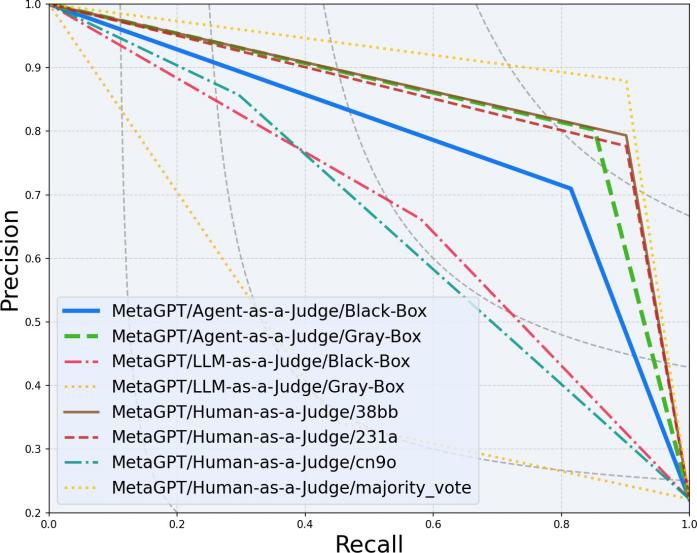 1.0
0.9
0.8
0.7
0.6
0.5
0.4
0.3
0.2
Precision
MetaGPT/Agent-as-a-Judge/Black-Box
MetaGPT/Agent-as-a-Judge/Gray-Box
MetaGPT/LLM-as-a-Judge/Black-Box
MetaGPT/LLM-as-a-Judge/Gray-Box
MetaGPT/Human-as-a-Judge/38bb
MetaGPT/Human-as-a-Judge/231a
MetaGPT/Human-as-a-Judge/cn9o
MetaGPT/Human-as-a-Judge/majority_vote
0.0 0.2 0.4 0.6 0.8 1.0
Recall